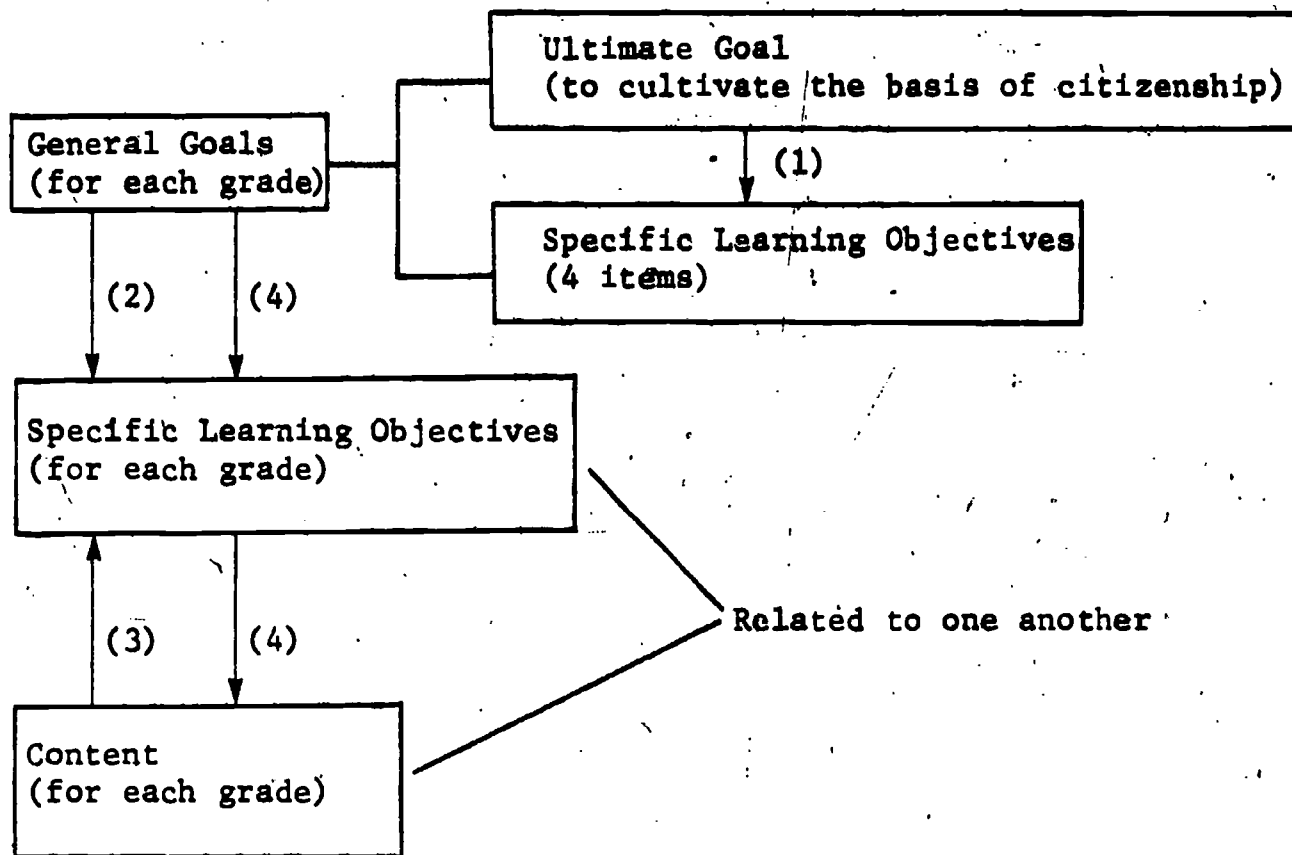 Ultimate Goal
(to cultivate the basis of citizenship)
General Goals
(for each grade)
(1)
Specific Learning Objectives
(4 items)
(2)
(4)
Specific Learning Objectives
(for each grade)
(3)
(4)
Related to one another
Content
(for each grade)